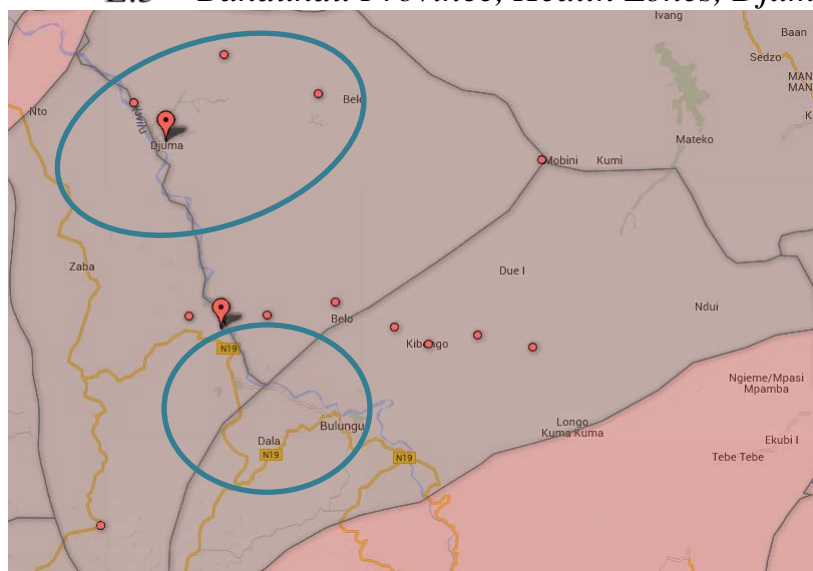 Bandundu Province, Health Zones, Djum
Ivang
Baan
Sedzo
MAN
MAN
Nto
Belo
Djuma
Mateko
Mobini
Kumi
Zaba
Due I
Ndui
Belo
Kibongo
N19
Ngieme/Mpasi
Mpamba
Longo
Kuma Kuma
Bulungu
Dala
Ekubi I
N19
N19
Tebe Tebe